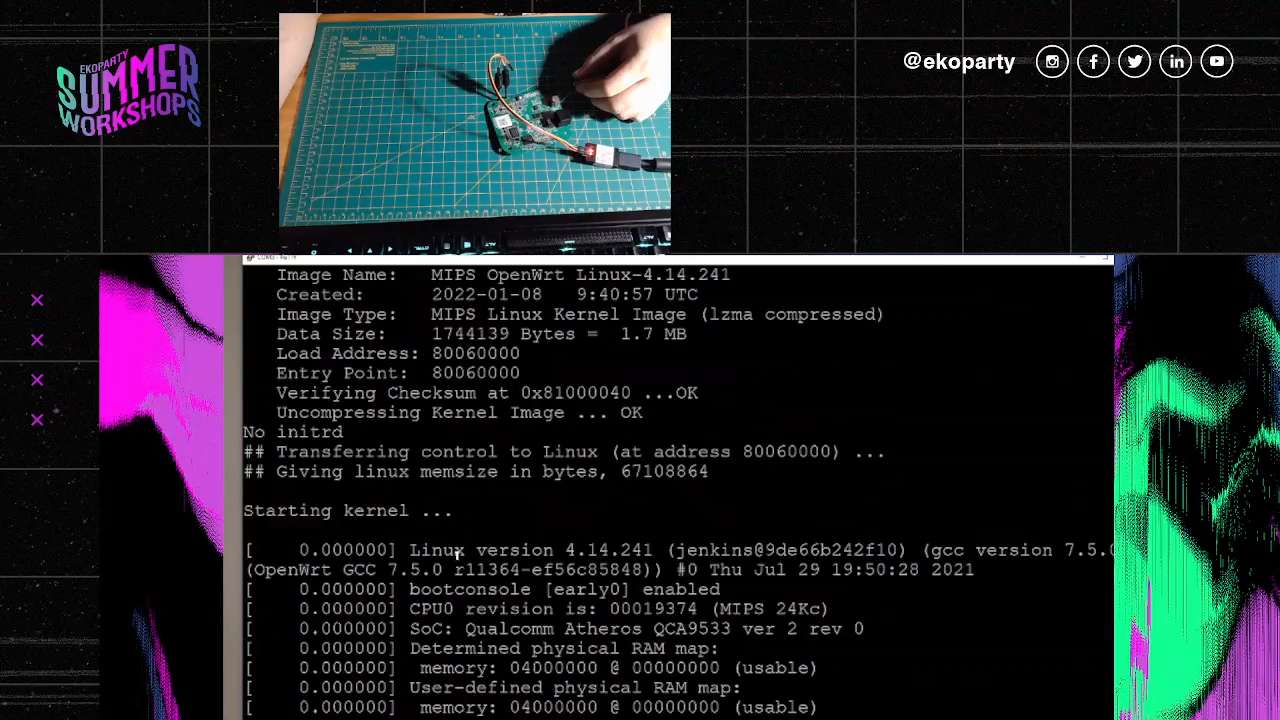 EKOPARTY
SUMMER
WORKSHOPS
@ekoparty
Image Name:   MIPS OpenWrt Linux-4.14.241
Created:      2022-01-08   9:40:57 UTC
Image Type:   MIPS Linux Kernel Image (lzma compressed)
Data Size:    1744139 Bytes =  1.7 MB
Load Address: 80060000
Entry Point:  80060000
Verifying Checksum at 0x81000040 ...OK
Uncompressing Kernel Image ... OK
No initrd
## Transferring control to Linux (at address 80060000) ...
## Giving linux memsize in bytes, 67108864
Starting kernel ...
[    0.000000] Linux version 4.14.241 (jenkins@9de66b242f10) (gcc version 7.5.0
(OpenWrt GCC 7.5.0 r11364-ef56c85848)) #0 Thu Jul 29 19:50:28 2021
[    0.000000] bootconsole [early0] enabled
[    0.000000] CPU0 revision is: 00019374 (MIPS 24Kc)
[    0.000000] SoC: Qualcomm Atheros QCA9533 ver 2 rev 0
[    0.000000] Determined physical RAM map:
[    0.000000]  memory: 04000000 @ 00000000 (usable)
[    0.000000] User-defined physical RAM map:
[    0.000000]  memory: 04000000 @ 00000000 (usable)